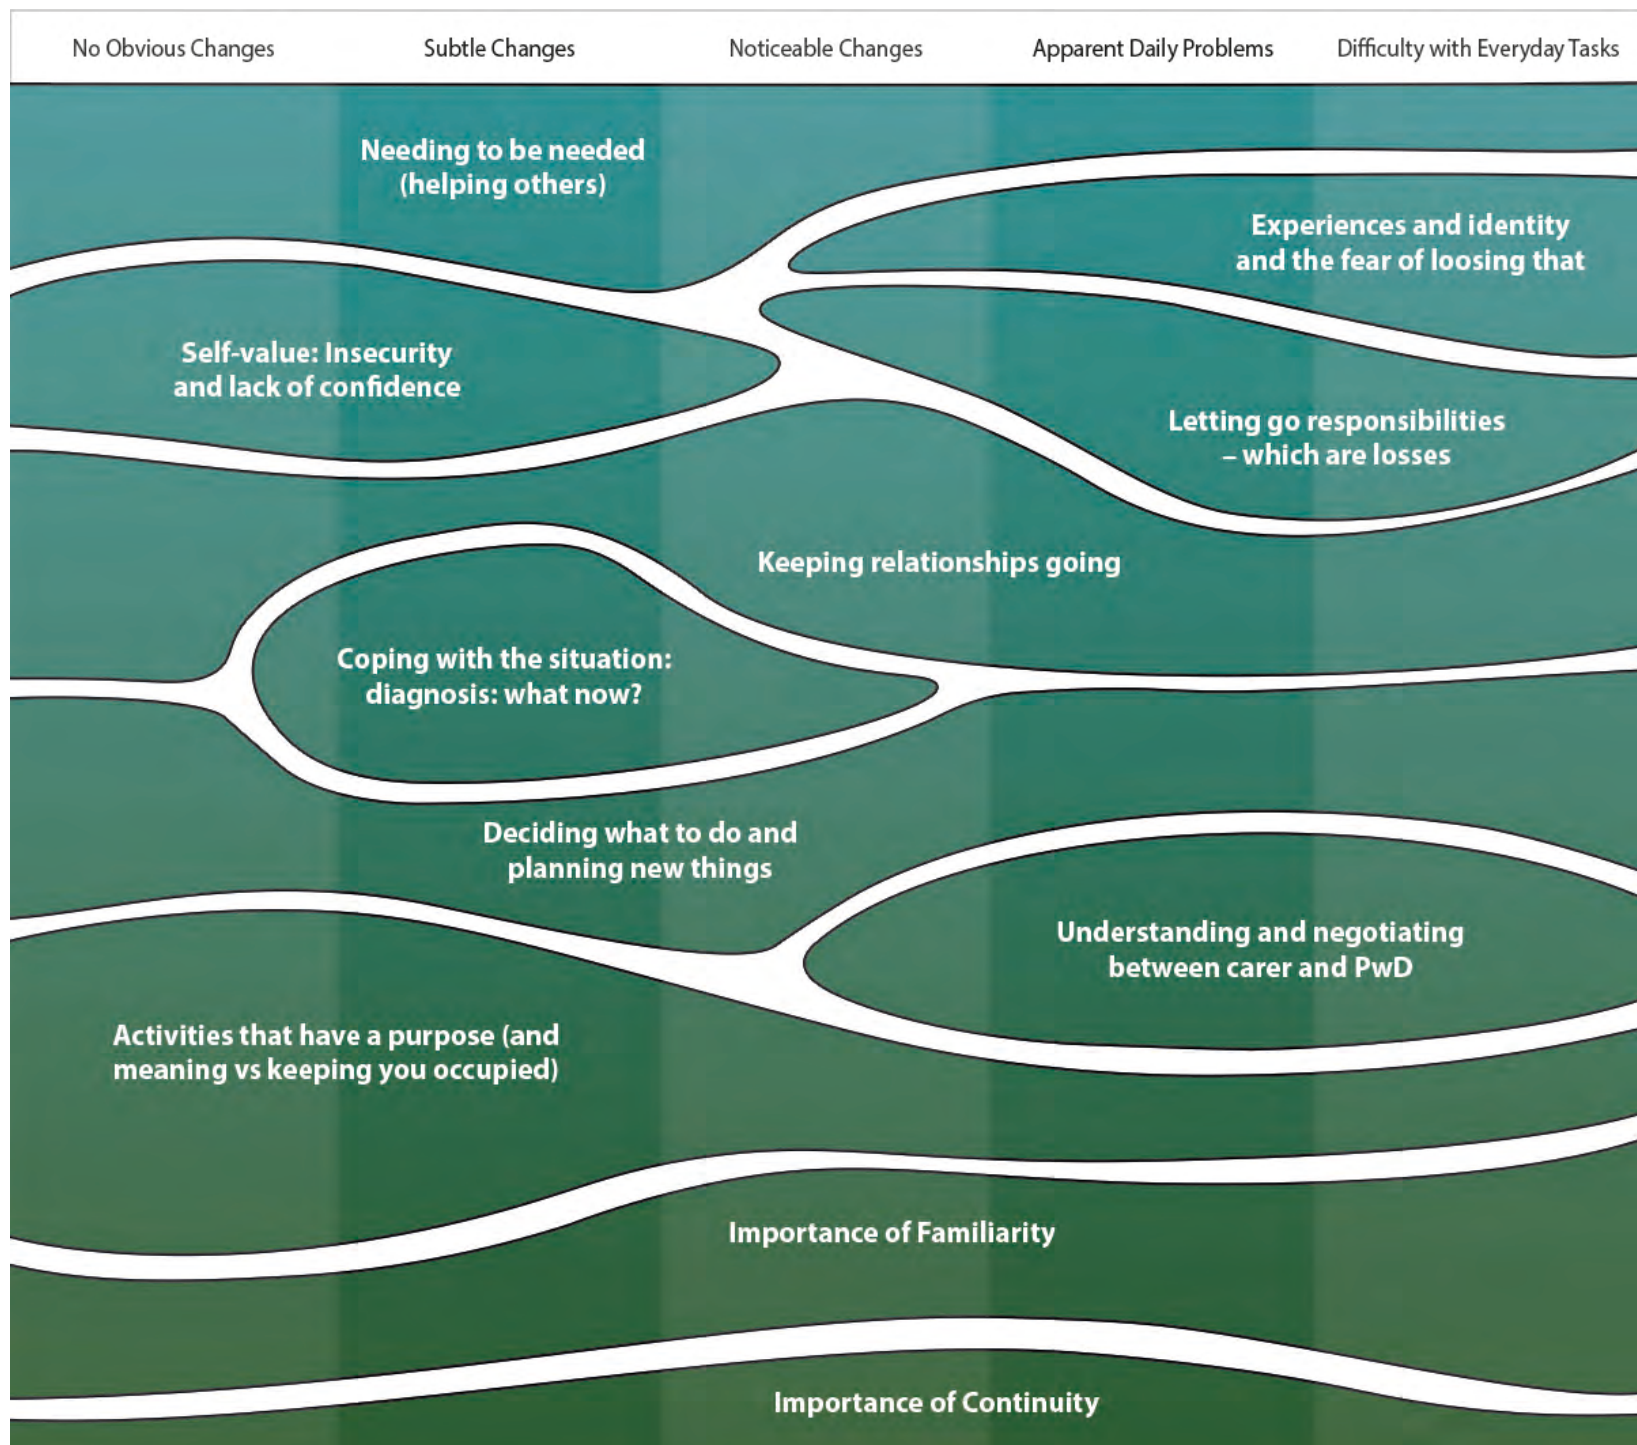 No Obvious Changes
Subtle Changes
Noticeable Changes
Apparent Daily Problems
Difficulty with Everyday Tasks
Needing to be needed
(helping others)
Experiences and identity
and the fear of loosing that
Self-value: Insecurity
and lack of confidence
Letting go responsibilities
– which are losses
Keeping relationships going
Coping with the situation:
diagnosis: what now?
Deciding what to do and
planning new things
Understanding and negotiating
between carer and PwD
Activities that have a purpose (and
meaning vs keeping you occupied)
Importance of Familiarity
Importance of Continuity